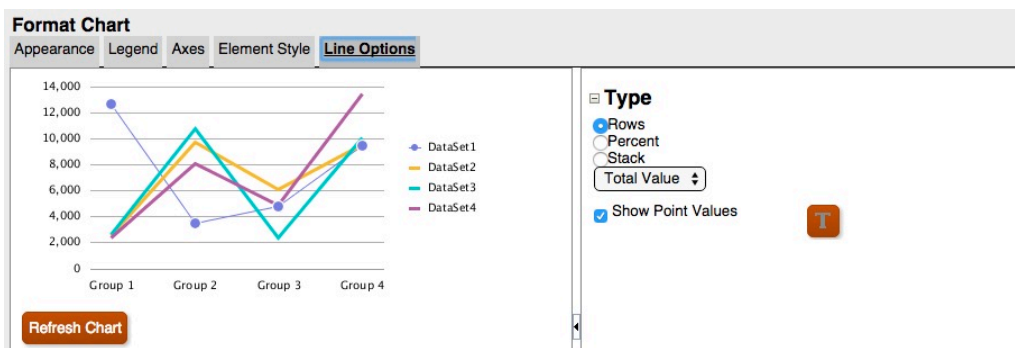 Format Chart
Appearance Legend Axes Element Style Line Options
14,000
12,000
10,000
8,000
6,000
4,000
2,000
0
Group 1 Group 2 Group 3 Group 4
DataSet1
DataSet2
DataSet3
DataSet4
Refresh Chart
Type
Rows
Percent
Stack
Total Value
Show Point Values
T